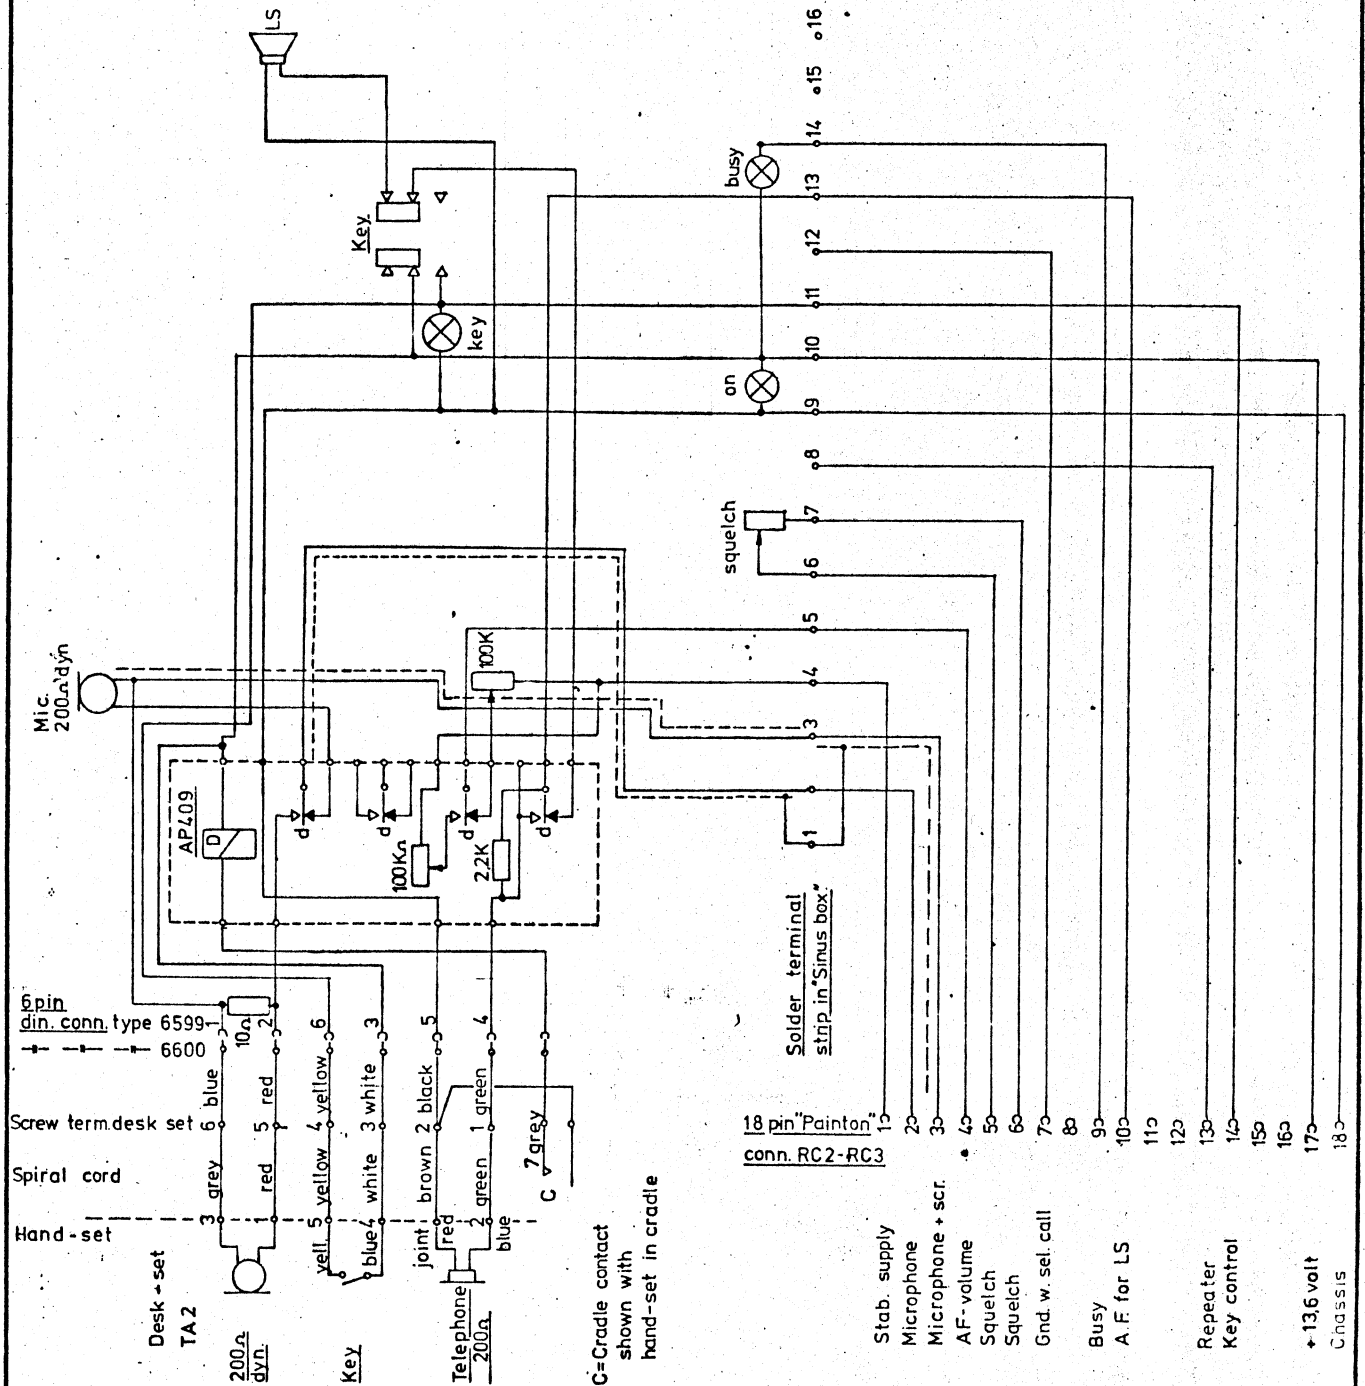 LS
16
15
14
busy
13
12
Key
11
key
10
on
9
8
squelch
7
6
5
100K
Mic.
200Ω dyn
4
3
AP409
D
d
d
d
d
100KΩ
2,2K
1
Solder terminal
strip in "Sinus box"
6pin
din. conn. type 6599
6600
10Ω
1
2
6
3
5
4
Screw term. desk set
6 blue
5 red
4 yellow
3 white
2 black
1 green
7 grey
C
Spiral cord
grey
red
yellow
white
brown
green
Hand-set
3
1
5
4
2
yell.
blue
joint
red
blue
Desk-set
TA2
200Ω
dyn.
Key
Telephone
200Ω
C=Cradle contact
shown with
hand-set in cradle
18 pin "Painton"
conn. RC2-RC3
1
2
3
4
5
6
7
8
9
10
11
12
13
14
15
16
17
18
Stab. supply
Microphone
Microphone + scr.
AF-volume
Squelch
Squelch
Gnd. w. sel. call
Busy
A.F. for LS
Repeater
Key control
+13,6 volt
Chassis